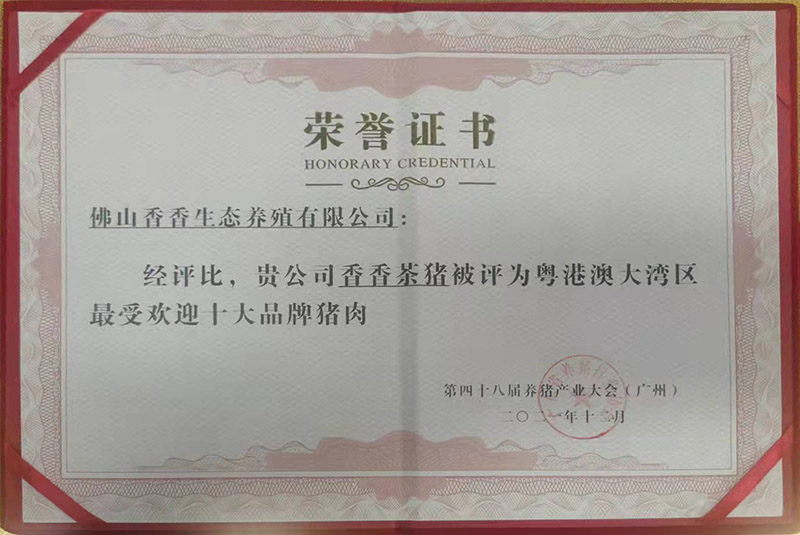 荣誉证书
HONORARY CREDENTIAL
佛山香香生态养殖有限公司：
经评比，贵公司香香茶猪被评为粤港澳大湾区
最受欢迎十大品牌猪肉
第四十八届养猪产业大会（广州）
二〇二一年十二月